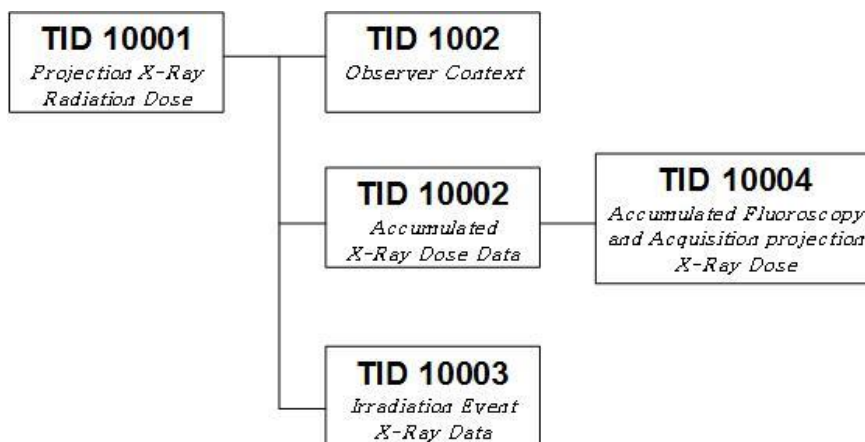 TID 10001
Projection X-Ray
Radiation Dose
TID 1002
Observer Context
TID 10002
Accumulated
X-Ray Dose Data
TID 10004
Accumulated Fluoroscopy
and Acquisition projection
X-Ray Dose
TID 10003
Irradiation Event
X-Ray Data